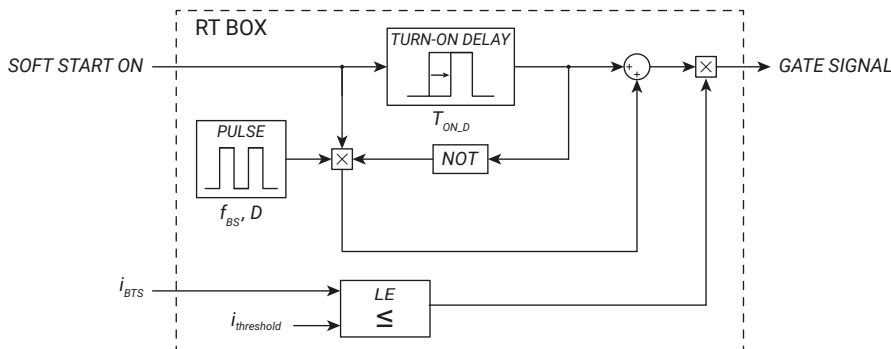 RT BOX
TURN-ON DELAY
SOFT START ON
GATE SIGNAL
+
+
×
T_ON_D
PULSE
×
NOT
f_BS, D
i_BTS
LE
≤
i_threshold